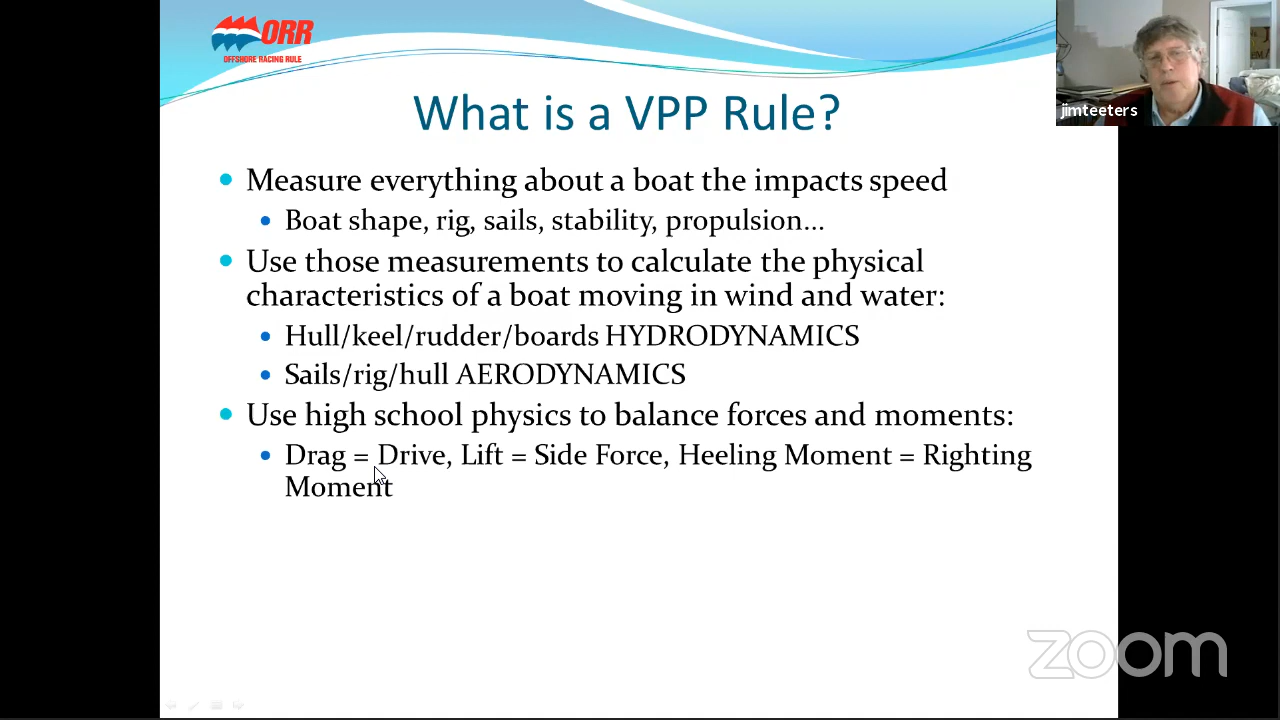 ORR
OFFSHORE RACING RULE
jimteeters
What is a VPP Rule?
Measure everything about a boat the impacts speed
Boat shape, rig, sails, stability, propulsion...
Use those measurements to calculate the physical
characteristics of a boat moving in wind and water:
Hull/keel/rudder/boards HYDRODYNAMICS
Sails/rig/hull AERODYNAMICS
Use high school physics to balance forces and moments:
Drag = Drive, Lift = Side Force, Heeling Moment = Righting
Moment
zoom